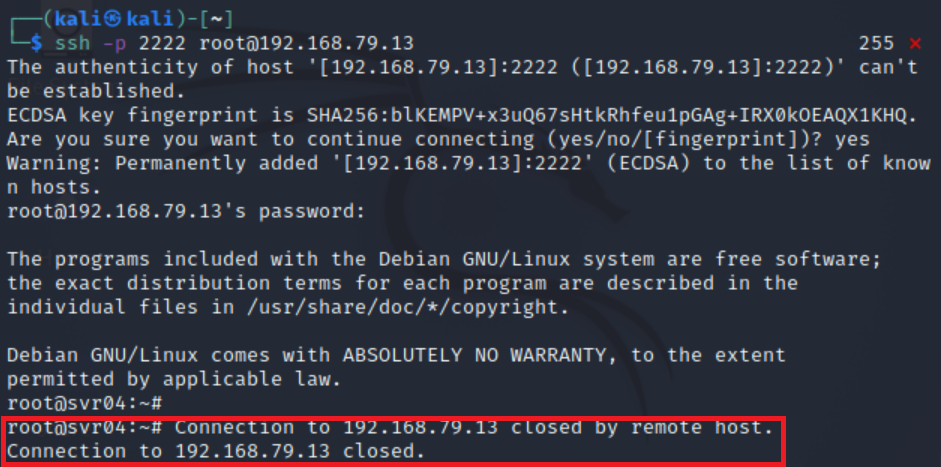 ┌──(kali㉿kali)-[~]
└─$ ssh -p 2222 root@192.168.79.13 255 ⨯
The authenticity of host '[192.168.79.13]:2222 ([192.168.79.13]:2222)' can't
be established.
ECDSA key fingerprint is SHA256:blKEMPV+x3uQ67sHtkRhfeu1pGAg+IRX0kOEAQX1KHQ.
Are you sure you want to continue connecting (yes/no/[fingerprint])? yes
Warning: Permanently added '[192.168.79.13]:2222' (ECDSA) to the list of know
n hosts.
root@192.168.79.13's password:
The programs included with the Debian GNU/Linux system are free software;
the exact distribution terms for each program are described in the
individual files in /usr/share/doc/*/copyright.
Debian GNU/Linux comes with ABSOLUTELY NO WARRANTY, to the extent
permitted by applicable law.
root@svr04:~#
root@svr04:~# Connection to 192.168.79.13 closed by remote host.
Connection to 192.168.79.13 closed.